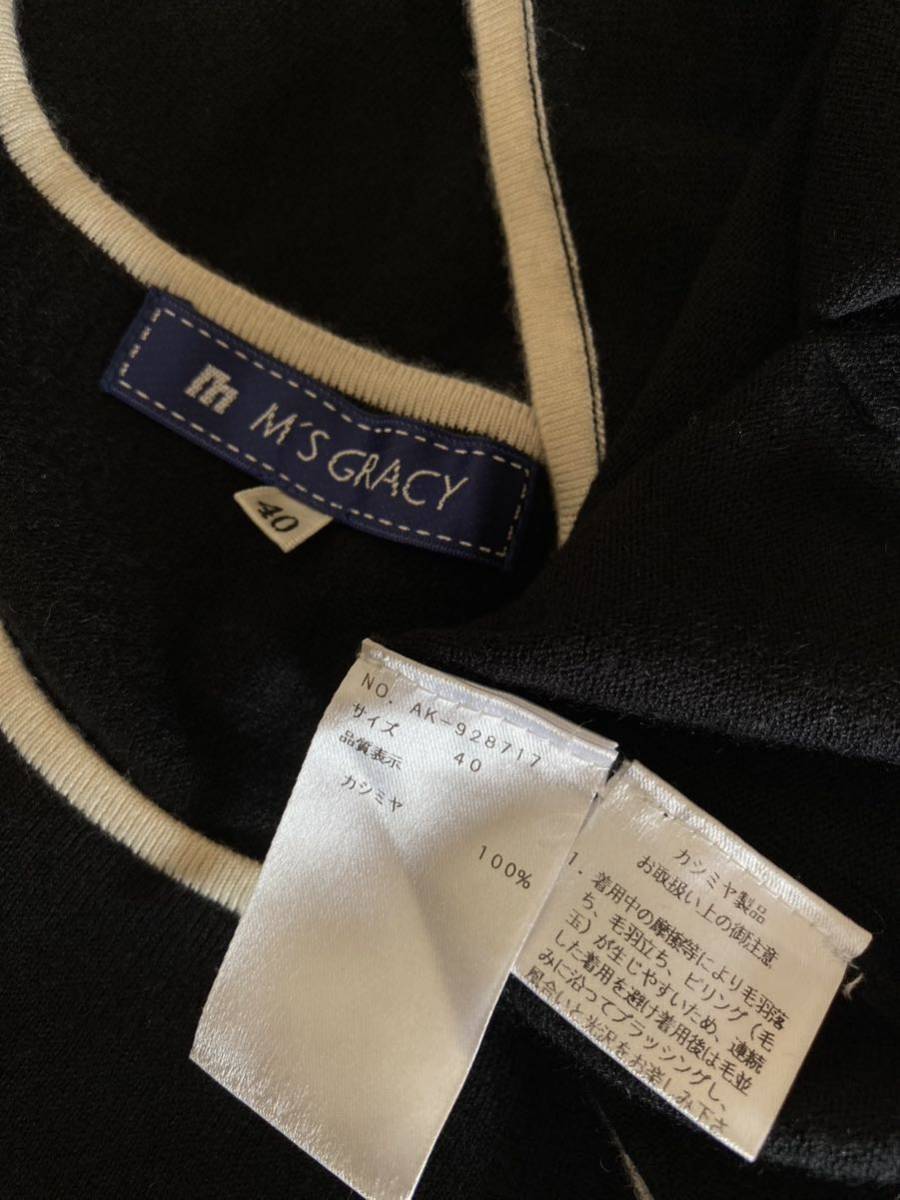 M'S GRACY
40
NO. AK-928717
サイズ 40
品質表示
カシミヤ
100%
カシミヤ製品
お取扱い上の御注意
1. 着用中の摩擦等により毛羽落
ち、毛羽立ち、ピリング（毛
玉）が生じやすいため、連続
した着用を避け着用後は毛並
みに沿ってブラッシングし、
風合いと光沢をお楽しみ下さ